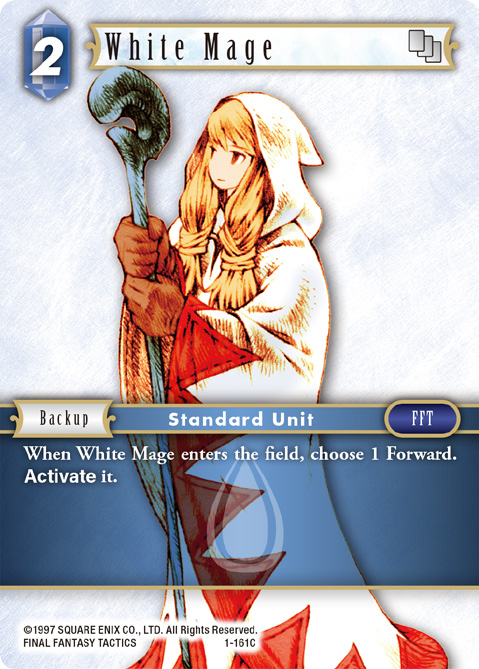 2
White Mage
Backup
Standard Unit
FFT
When White Mage enters the field, choose 1 Forward.
Activate it.
©1997 SQUARE ENIX CO., LTD. All Rights Reserved.
FINAL FANTASY TACTICS
1-161C